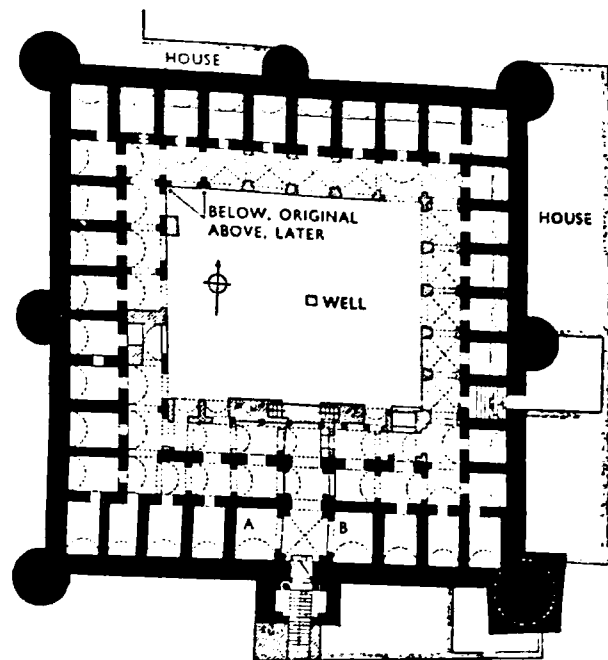 HOUSE
BELOW, ORIGINAL
ABOVE, LATER
HOUSE
WELL
A
B